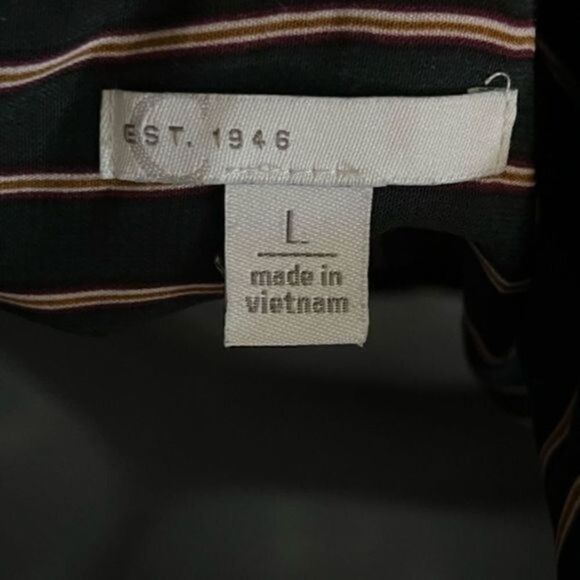 EST. 1946
L
made in
vietnam